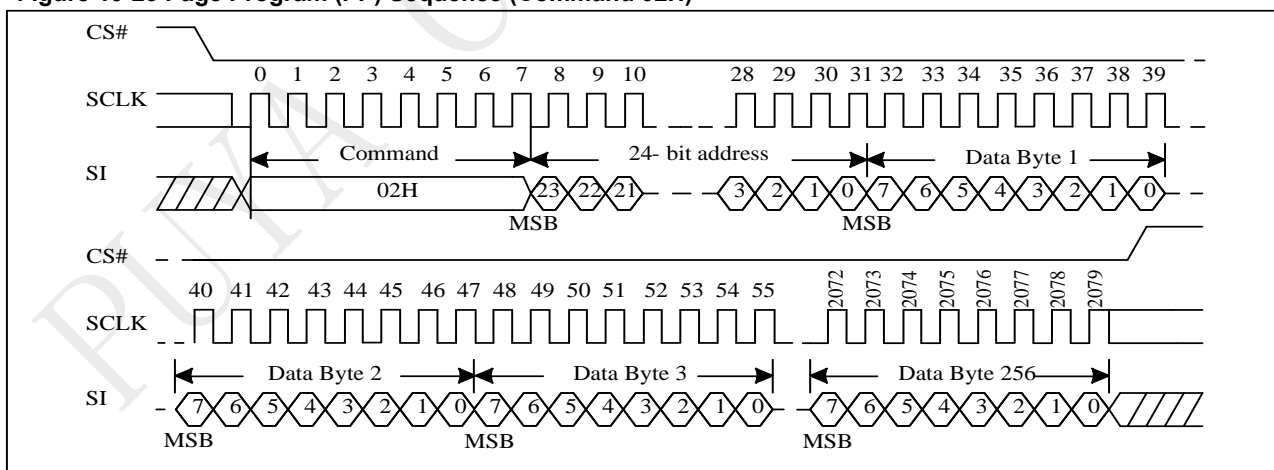 Figure 10-26 Page Program (PP) Sequence (Command 02H)
CS#
0 1 2 3 4 5 6 7 8 9 10 28 29 30 31 32 33 34 35 36 37 38 39
SCLK
Command 24- bit address Data Byte 1
SI
02H 23 22 21 3 2 1 0 7 6 5 4 3 2 1 0
MSB MSB
CS#
40 41 42 43 44 45 46 47 48 49 50 51 52 53 54 55 2072 2073 2074 2075 2076 2077 2078 2079
SCLK
Data Byte 2 Data Byte 3 Data Byte 256
SI
7 6 5 4 3 2 1 0 7 6 5 4 3 2 1 0 7 6 5 4 3 2 1 0
MSB MSB MSB
PUYA